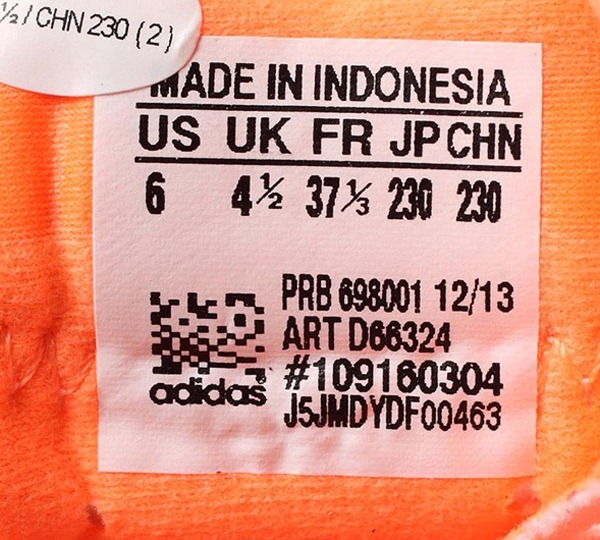 ½ / CHN 230 ( 2 )
MADE IN INDONESIA
US UK FR JP CHN
6 4½ 37⅓ 230 230
PRB 698001 12/13
ART D66324
#109160304
J5JMDYDF00463
adidas®